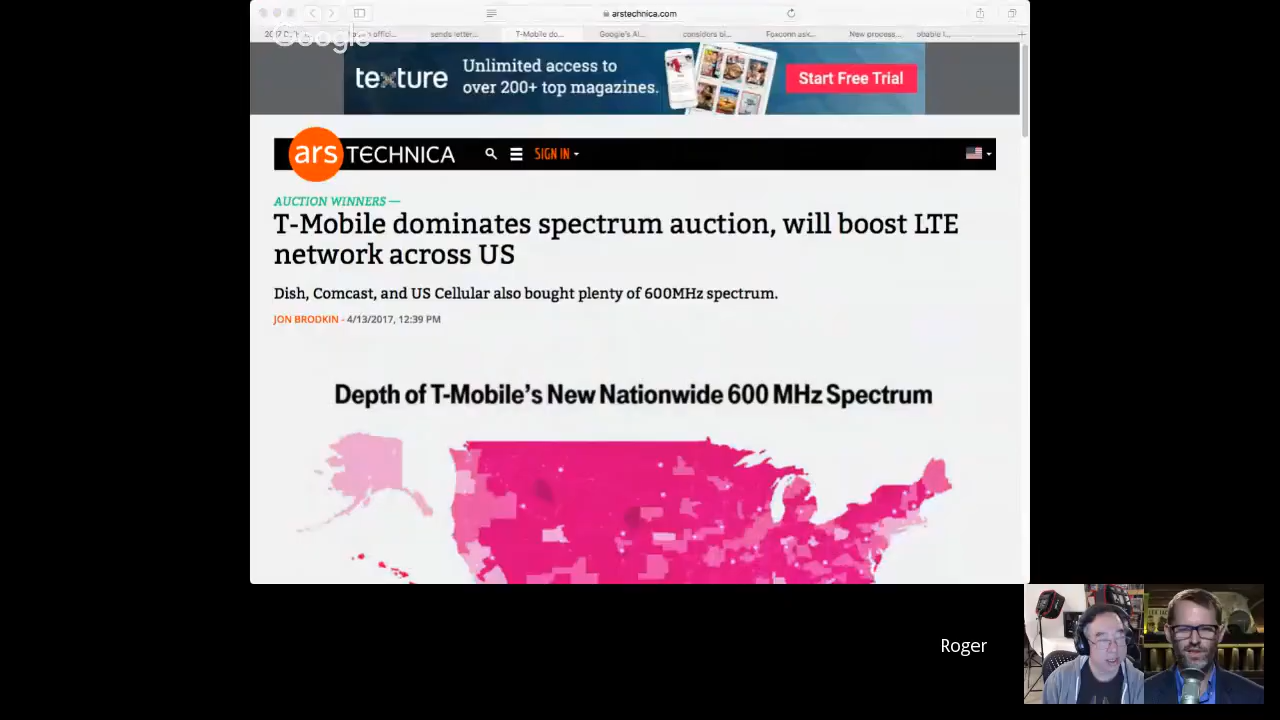 arstechnica.com
Google
sends letter...
T-Mobile do...
Google's AI...
considers bi...
Foxconn ask...
New process...
texture
Unlimited access to
over 200+ top magazines.
Start Free Trial
ars TECHNICA
SIGN IN
AUCTION WINNERS —
T-Mobile dominates spectrum auction, will boost LTE
network across US
Dish, Comcast, and US Cellular also bought plenty of 600MHz spectrum.
JON BRODKIN - 4/13/2017, 12:39 PM
Depth of T-Mobile's New Nationwide 600 MHz Spectrum
Roger